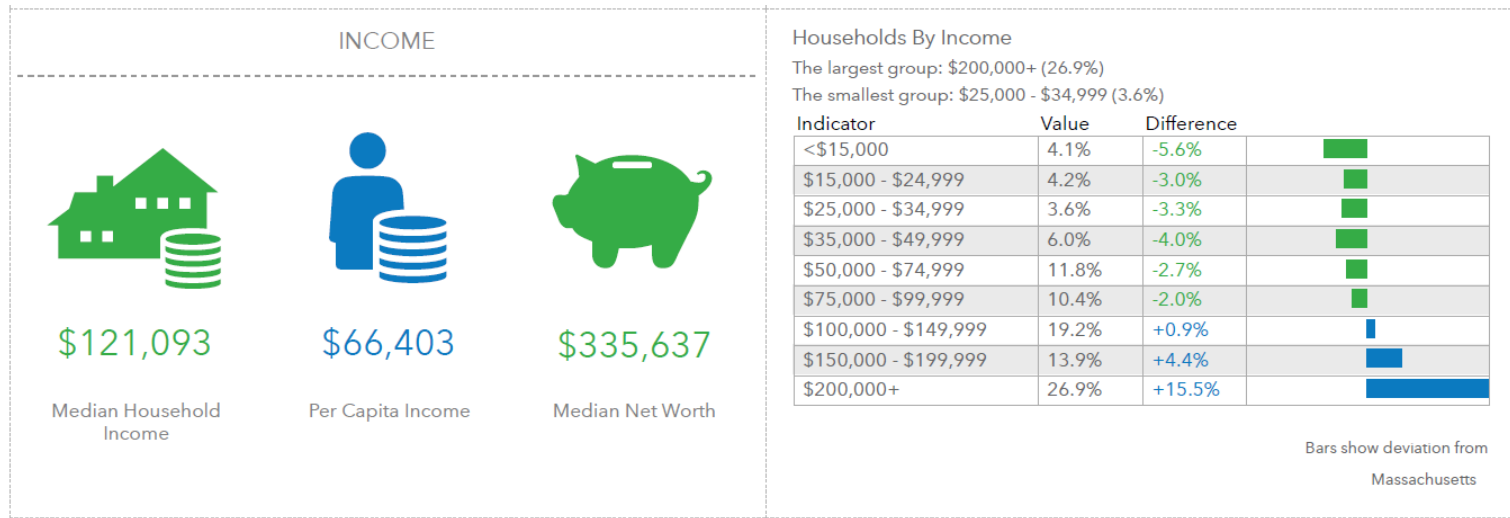 INCOME
$121,093
Median Household
Income
$66,403
Per Capita Income
$335,637
Median Net Worth
Households By Income
The largest group: $200,000+ (26.9%)
The smallest group: $25,000 - $34,999 (3.6%)
Indicator Value Difference
<$15,000 4.1% -5.6%
$15,000 - $24,999 4.2% -3.0%
$25,000 - $34,999 3.6% -3.3%
$35,000 - $49,999 6.0% -4.0%
$50,000 - $74,999 11.8% -2.7%
$75,000 - $99,999 10.4% -2.0%
$100,000 - $149,999 19.2% +0.9%
$150,000 - $199,999 13.9% +4.4%
$200,000+ 26.9% +15.5%
Bars show deviation from
Massachusetts